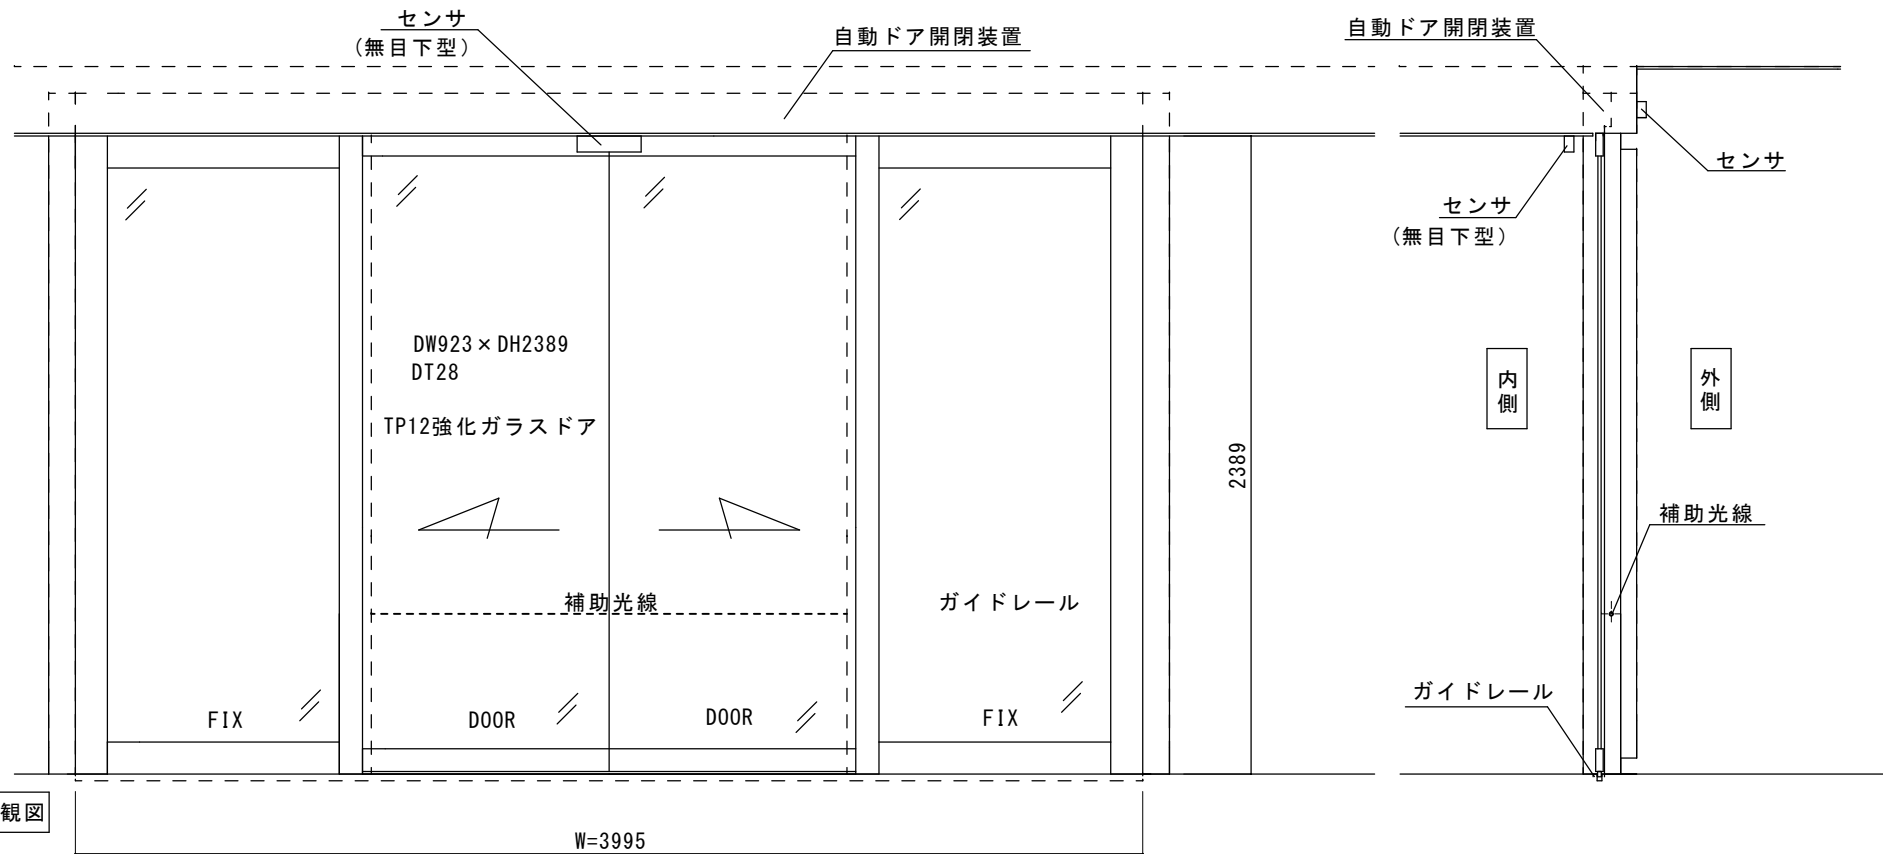 センサ
(無目下型)
自動ドア開閉装置
自動ドア開閉装置
センサ
センサ
(無目下型)
DW923×DH2389
DT28
TP12強化ガラスドア
内側
外側
2389
補助光線
補助光線
ガイドレール
ガイドレール
FIX
DOOR
DOOR
FIX
観図
W=3995